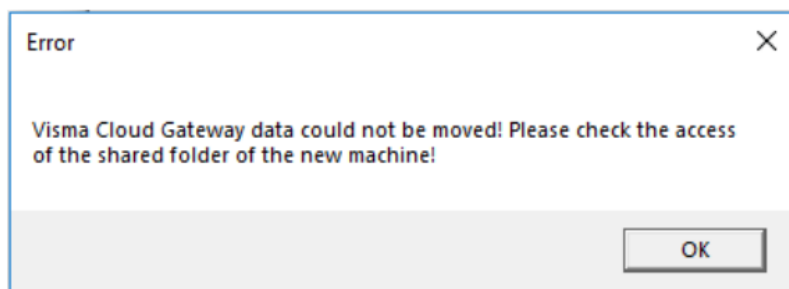 Error
Visma Cloud Gateway data could not be moved! Please check the access
of the shared folder of the new machine!
OK